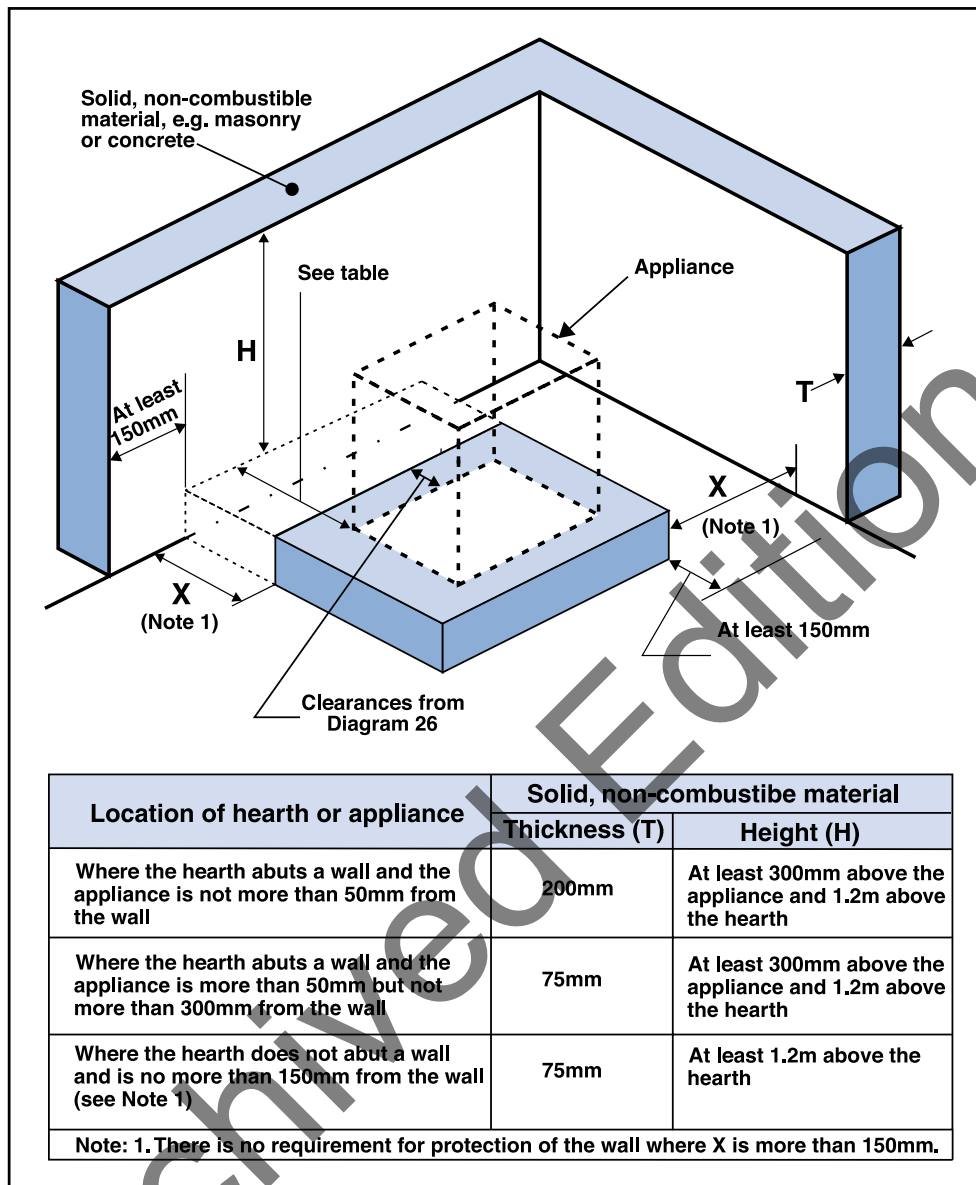 Solid, non-combustible
material, e.g. masonry
or concrete
See table
Appliance
H
At least
150mm
T
X
(Note 1)
X
(Note 1)
At least 150mm
Clearances from
Diagram 26
Location of hearth or appliance
Solid, non-combustibe material
Thickness (T)
Height (H)
Where the hearth abuts a wall and the
appliance is not more than 50mm from
the wall
200mm
At least 300mm above the
appliance and 1.2m above
the hearth
Where the hearth abuts a wall and the
appliance is more than 50mm but not
more than 300mm from the wall
75mm
At least 300mm above the
appliance and 1.2m above
the hearth
Where the hearth does not abut a wall
and is no more than 150mm from the wall
(see Note 1)
75mm
At least 1.2m above the
hearth
Note: 1. There is no requirement for protection of the wall where X is more than 150mm.
chived Edition